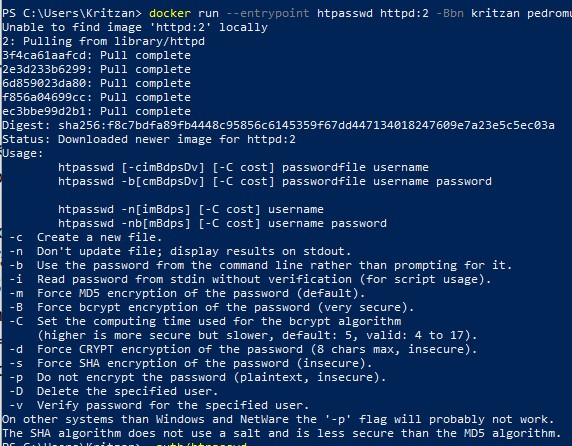 PS C:\Users\Kritzan> docker run --entrypoint htpasswd httpd:2 -Bbn kritzan
Unable to find image 'httpd:2' locally
2: Pulling from library/httpd
3f4ca61aafcd: Pull complete
2e3d233b6299: Pull complete
6d859023da80: Pull complete
f856a04699cc: Pull complete
ec3bbe99d2b1: Pull complete
Digest: sha256:f8c7bdfa89fb4448c95856c6145359f67dd447134018247609e7a23e5c5ec03a
Status: Downloaded newer image for httpd:2
Usage:
htpasswd [-cimBdpsDv] [-C cost] passwordfile username
htpasswd -b[cmBdpsDv] [-C cost] passwordfile username password
htpasswd -n[imBdps] [-C cost] username
htpasswd -nb[mBdps] [-C cost] username password
-c Create a new file.
-n Don't update file; display results on stdout.
-b Use the password from the command line rather than prompting for it.
-i Read password from stdin without verification (for script usage).
-m Force MD5 encryption of the password (default).
-B Force bcrypt encryption of the password (very secure).
-C Set the computing time used for the bcrypt algorithm
(higher is more secure but slower, default: 5, valid: 4 to 17).
-d Force CRYPT encryption of the password (8 chars max, insecure).
-s Force SHA encryption of the password (insecure).
-p Do not encrypt the password (plaintext, insecure).
-D Delete the specified user.
-v Verify password for the specified user.
On other systems than Windows and NetWare the '-p' flag will probably not work.
The SHA algorithm does not use a salt and is less secure than the MD5 algorithm.
PS C:\Users\Kritzan>